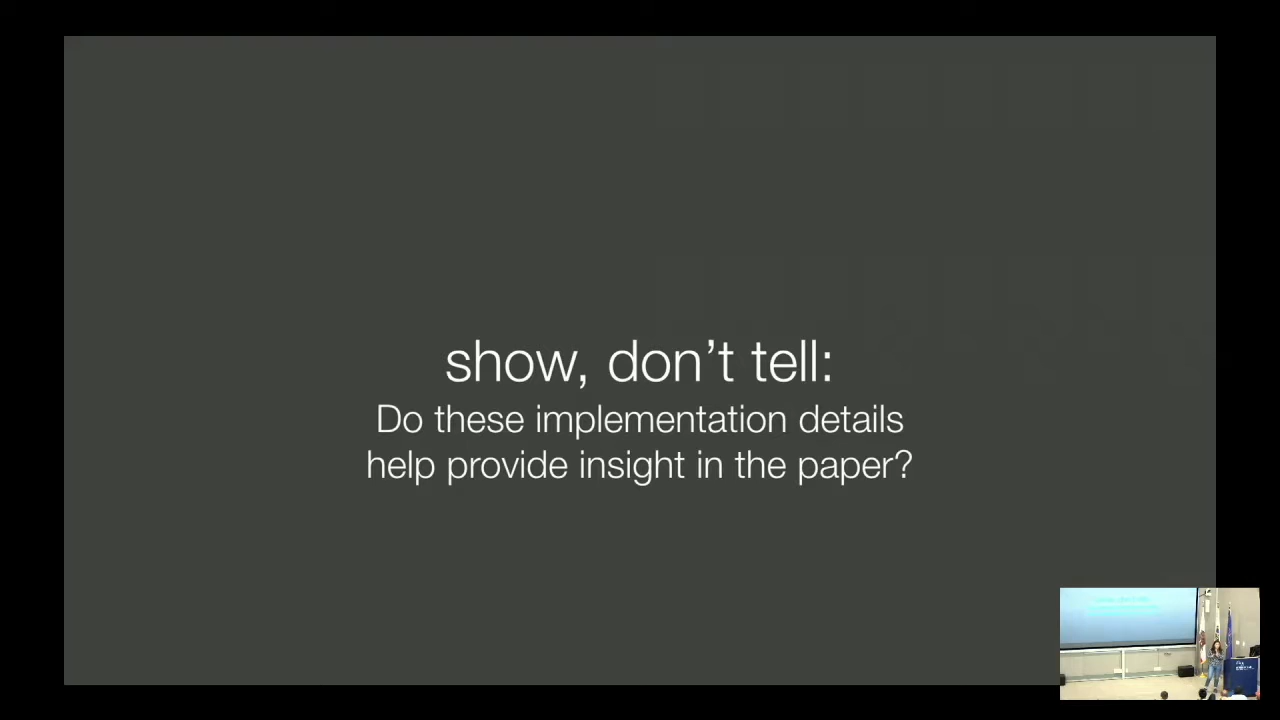 show, don’t tell:
Do these implementation details
help provide insight in the paper?